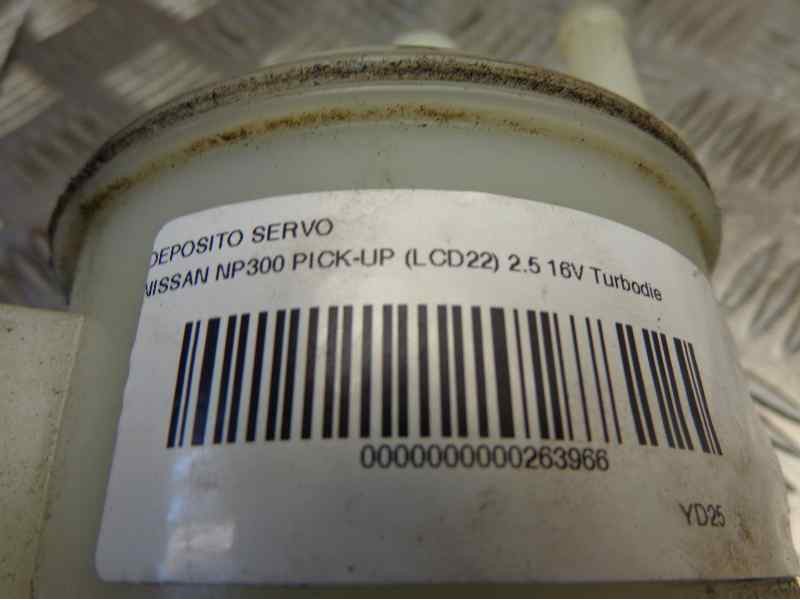 DEPOSITO SERVO
NISSAN NP300 PICK-UP (LCD22) 2.5 16V Turbodie
0000000000263966
YD25